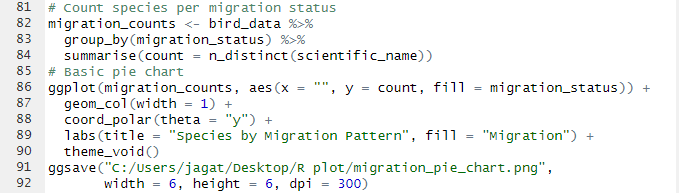 81 # Count species per migration status
82 migration_counts <- bird_data %>%
83   group_by(migration_status) %>%
84   summarise(count = n_distinct(scientific_name))
85 # Basic pie chart
86 ggplot(migration_counts, aes(x = "", y = count, fill = migration_status)) +
87   geom_col(width = 1) +
88   coord_polar(theta = "y") +
89   labs(title = "Species by Migration Pattern", fill = "Migration") +
90   theme_void()
91 ggsave("C:/Users/jagat/Desktop/R plot/migration_pie_chart.png",
92        width = 6, height = 6, dpi = 300)